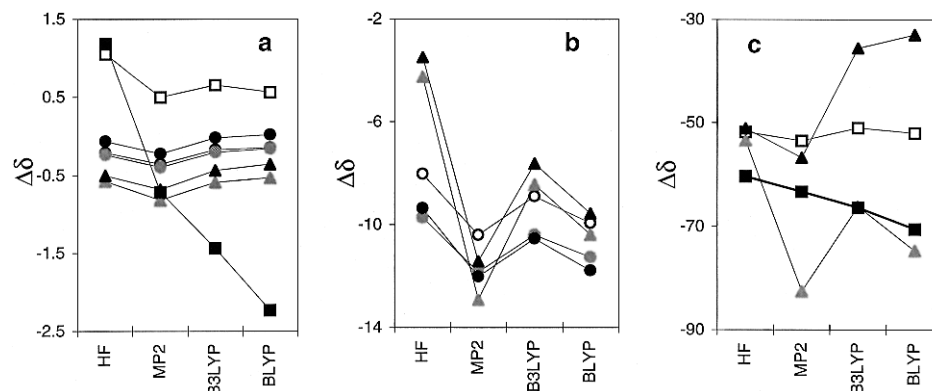 1.5
0.5
-0.5
-1.5
-2.5
Δδ
a
HF
MP2
B3LYP
BLYP
-2
-6
-10
-14
Δδ
b
HF
MP2
B3LYP
BLYP
-30
-50
-70
-90
Δδ
c
HF
MP2
B3LYP
BLYP